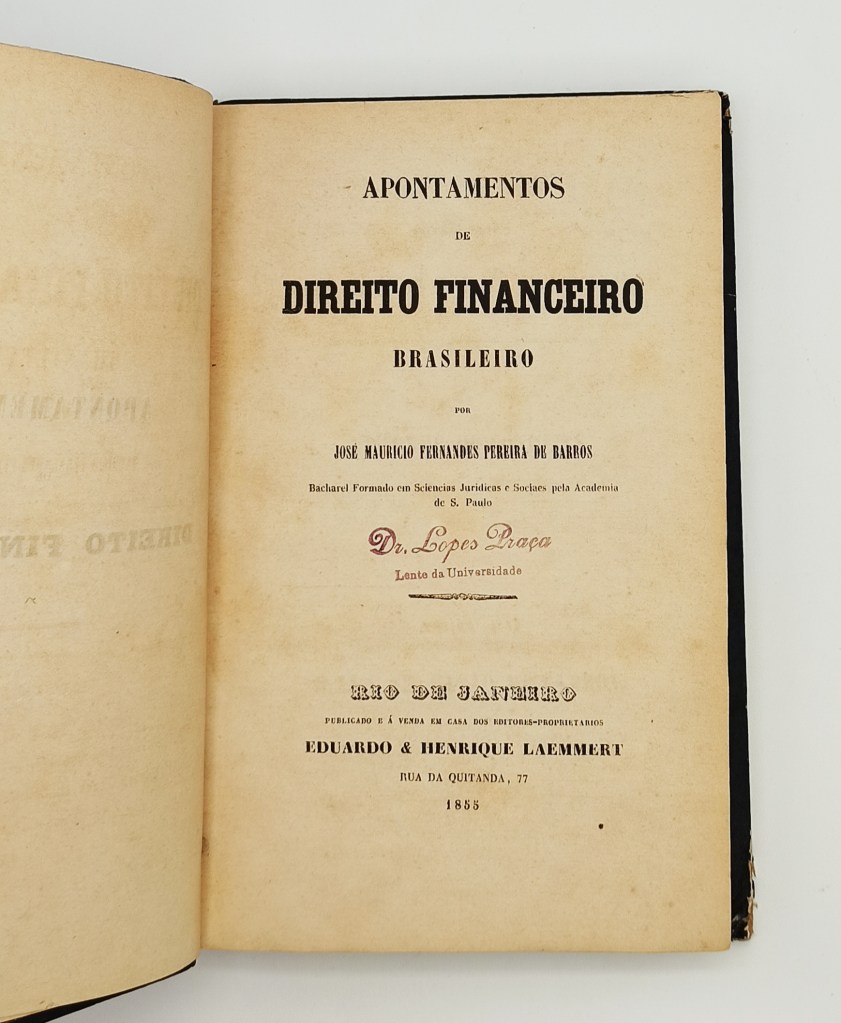 APONTAMENTOS
DE
DIREITO FINANCEIRO
BRASILEIRO
POR
JOSÉ MAURICIO FERNANDES PEREIRA DE BARROS
Bacharel Formado em Sciencias Juridicas e Sociaes pela Academia
de S. Paulo
Dr. Lopes Praça
Lente da Universidade
RIO DE JANEIRO
PUBLICADO E Á VENDA EM CASA DOS EDITORES-PROPRIETARIOS
EDUARDO & HENRIQUE LAEMMERT
RUA DA QUITANDA, 77
1855